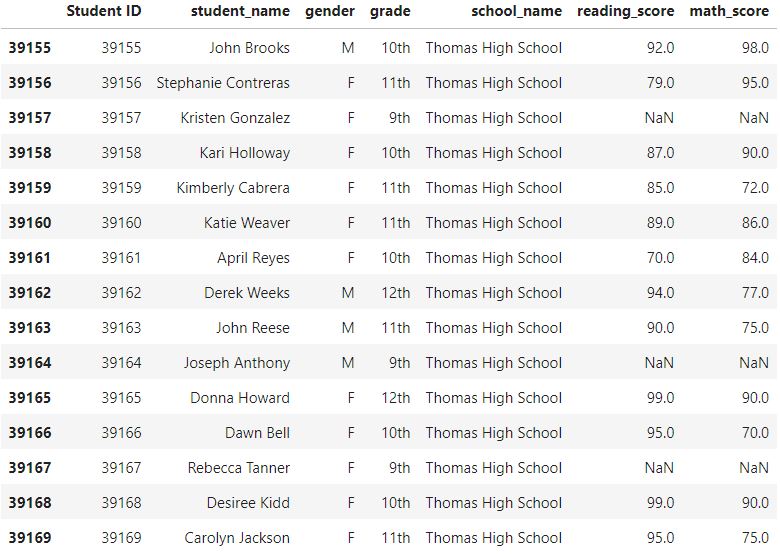 Student ID student_name gender grade school_name reading_score math_score
39155 39155 John Brooks M 10th Thomas High School 92.0 98.0
39156 39156 Stephanie Contreras F 11th Thomas High School 79.0 95.0
39157 39157 Kristen Gonzalez F 9th Thomas High School NaN NaN
39158 39158 Kari Holloway F 10th Thomas High School 87.0 90.0
39159 39159 Kimberly Cabrera F 11th Thomas High School 85.0 72.0
39160 39160 Katie Weaver F 11th Thomas High School 89.0 86.0
39161 39161 April Reyes F 10th Thomas High School 70.0 84.0
39162 39162 Derek Weeks M 12th Thomas High School 94.0 77.0
39163 39163 John Reese M 11th Thomas High School 90.0 75.0
39164 39164 Joseph Anthony M 9th Thomas High School NaN NaN
39165 39165 Donna Howard F 12th Thomas High School 99.0 90.0
39166 39166 Dawn Bell F 10th Thomas High School 95.0 70.0
39167 39167 Rebecca Tanner F 9th Thomas High School NaN NaN
39168 39168 Desiree Kidd F 10th Thomas High School 99.0 90.0
39169 39169 Carolyn Jackson F 11th Thomas High School 95.0 75.0